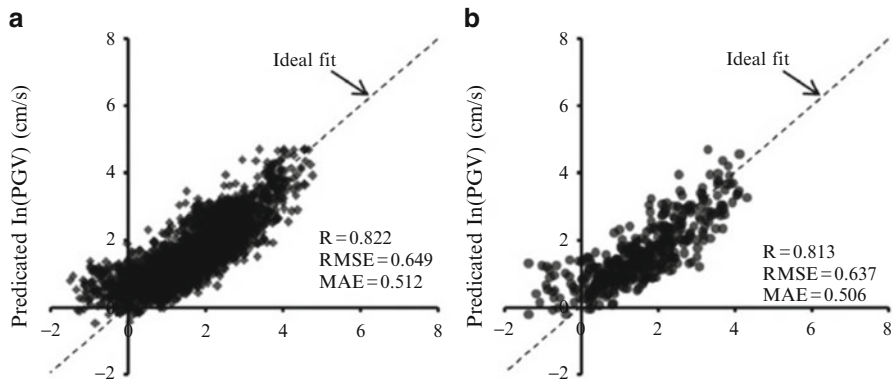 a
8
6
4
2
0
−2
Predicated In(PGV) (cm/s)
Ideal fit
R=0.822
RMSE=0.649
MAE=0.512
−2 0 2 4 6 8
b
8
6
4
2
0
−2
Predicated In(PGV) (cm/s)
Ideal fit
R=0.813
RMSE=0.637
MAE=0.506
−2 0 2 4 6 8